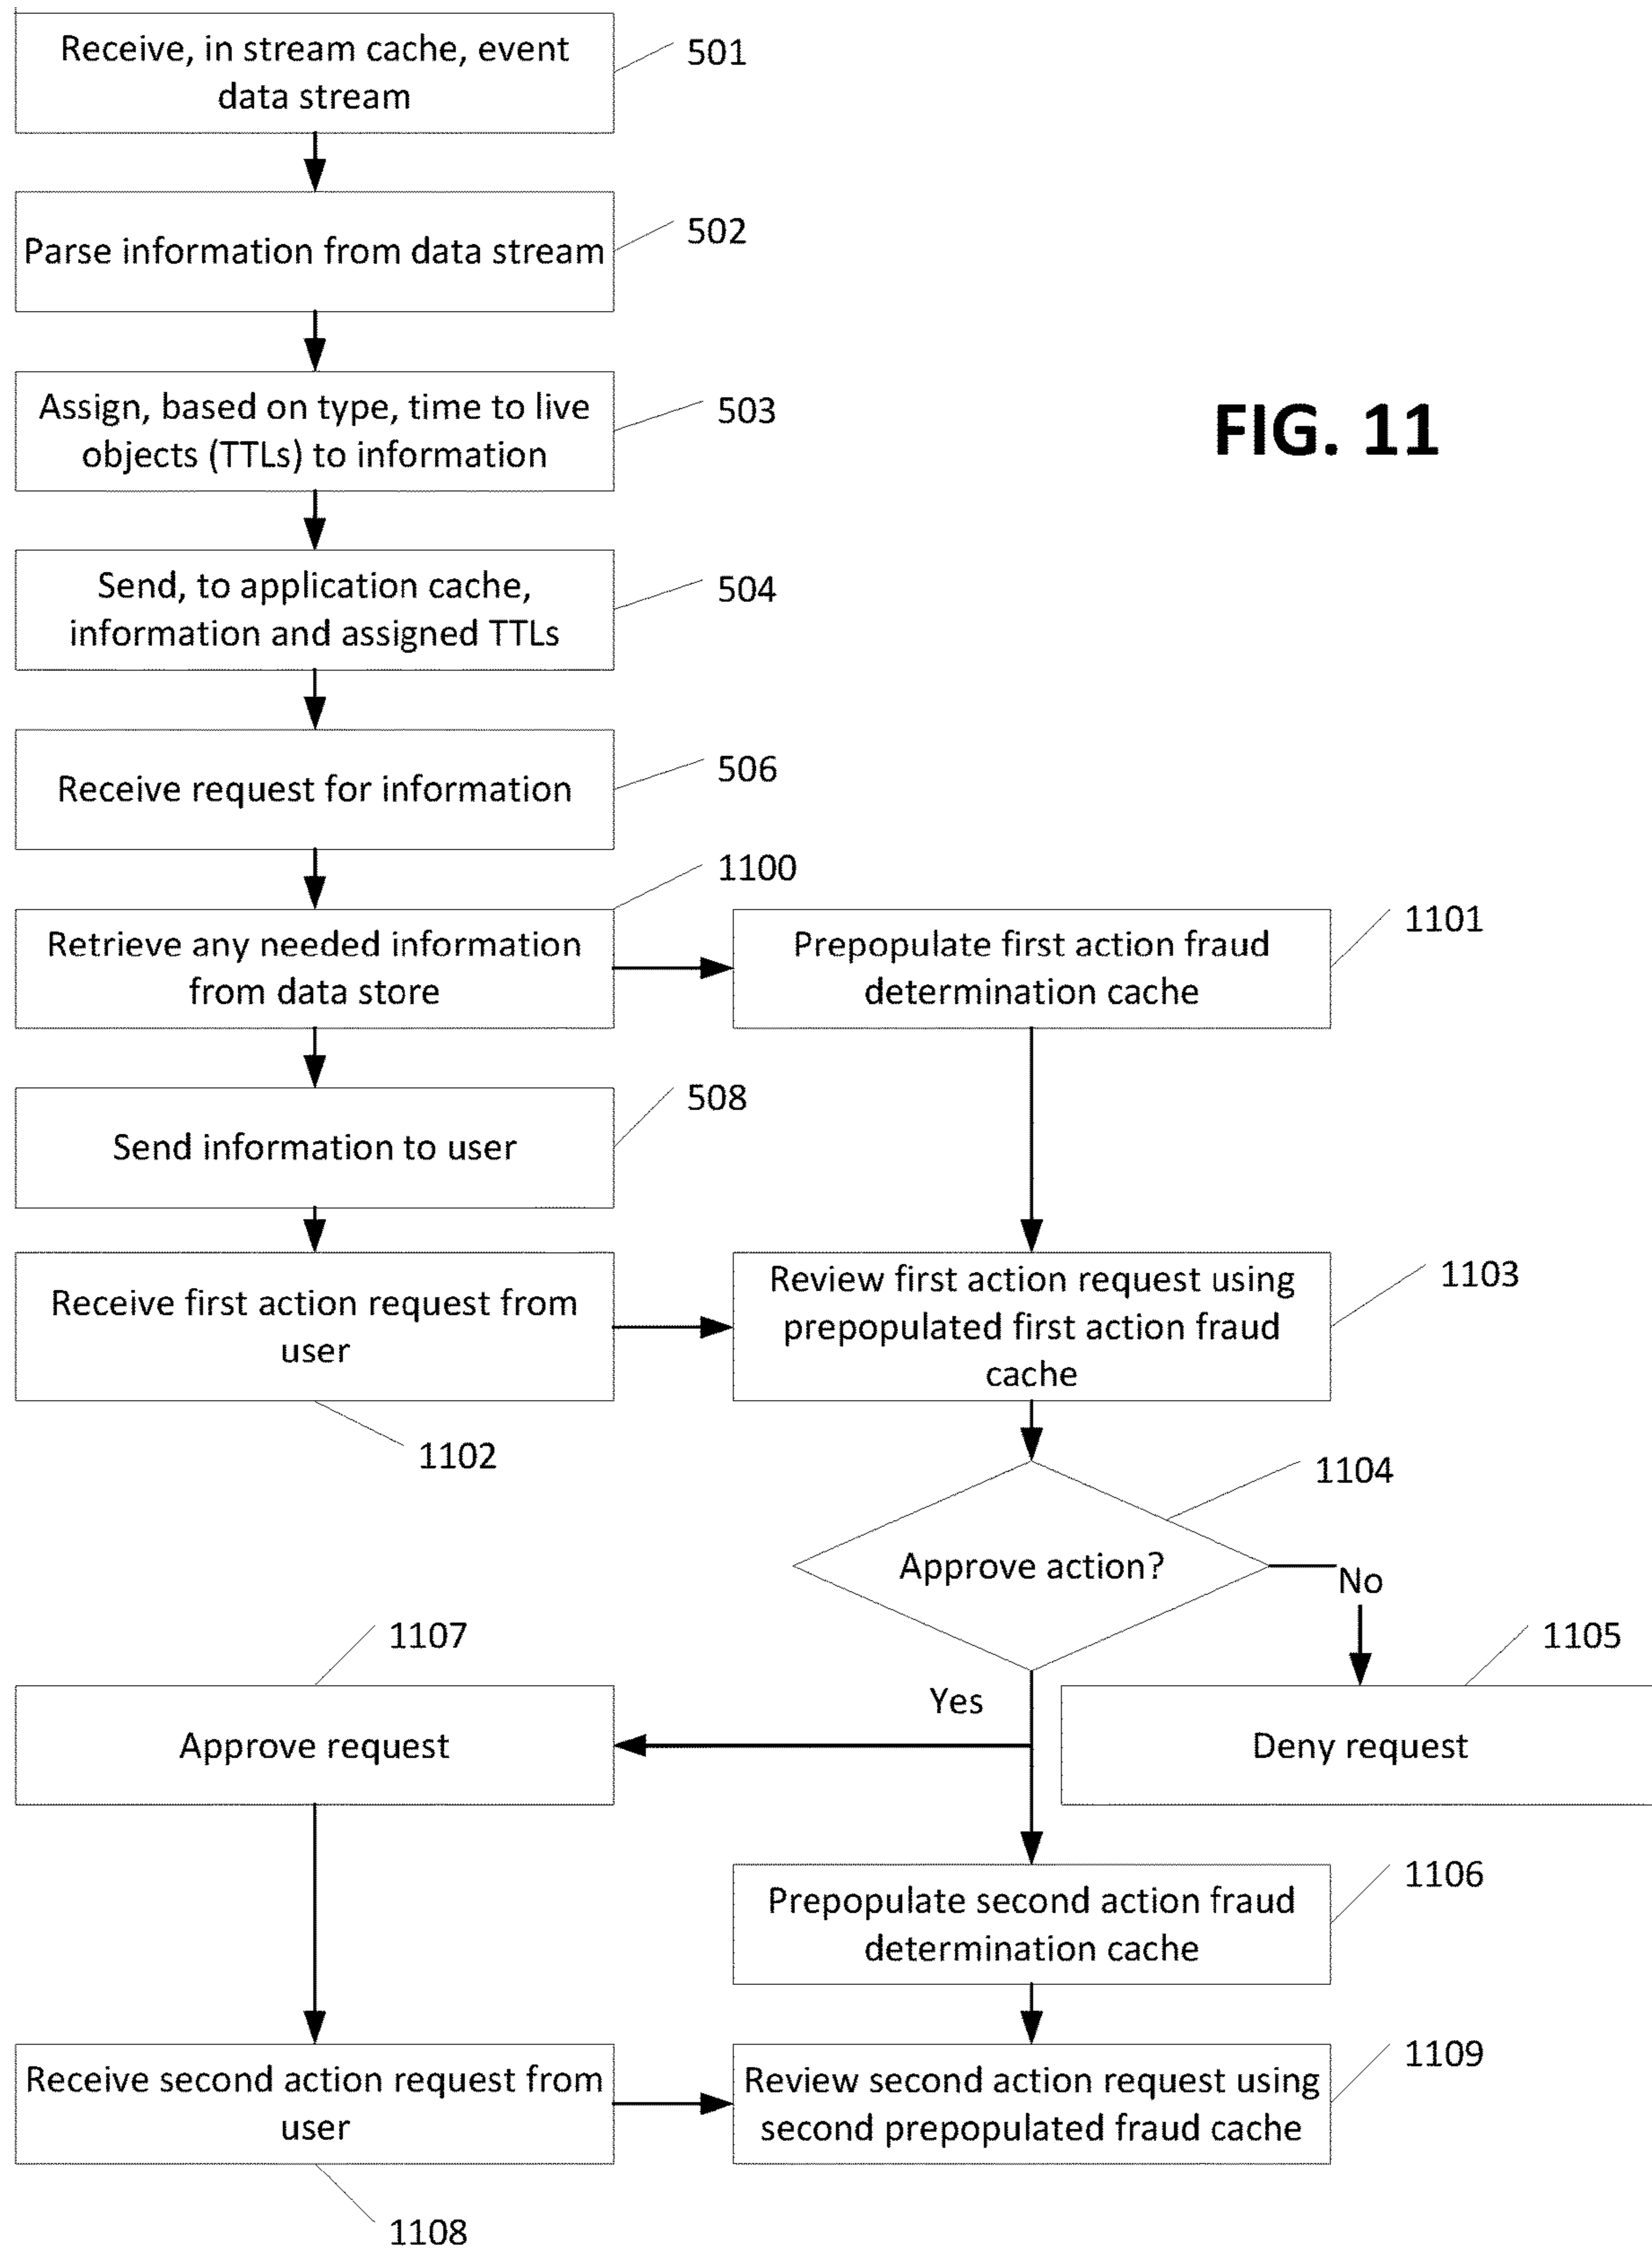 Receive, in stream cache, event
data stream
501
Parse information from data stream
502
Assign, based on type, time to live
objects (TTLs) to information
503
FIG. 11
Send, to application cache,
information and assigned TTLs
504
Receive request for information
506
1100
Retrieve any needed information
from data store
Prepopulate first action fraud
determination cache
1101
508
Send information to user
Receive first action request from
user
1102
Review first action request using
prepopulated first action fraud
cache
1103
1104
Approve action?
No
1107
1105
Yes
Approve request
Deny request
Prepopulate second action fraud
determination cache
1106
Receive second action request from
user
1108
Review second action request using
second prepopulated fraud cache
1109